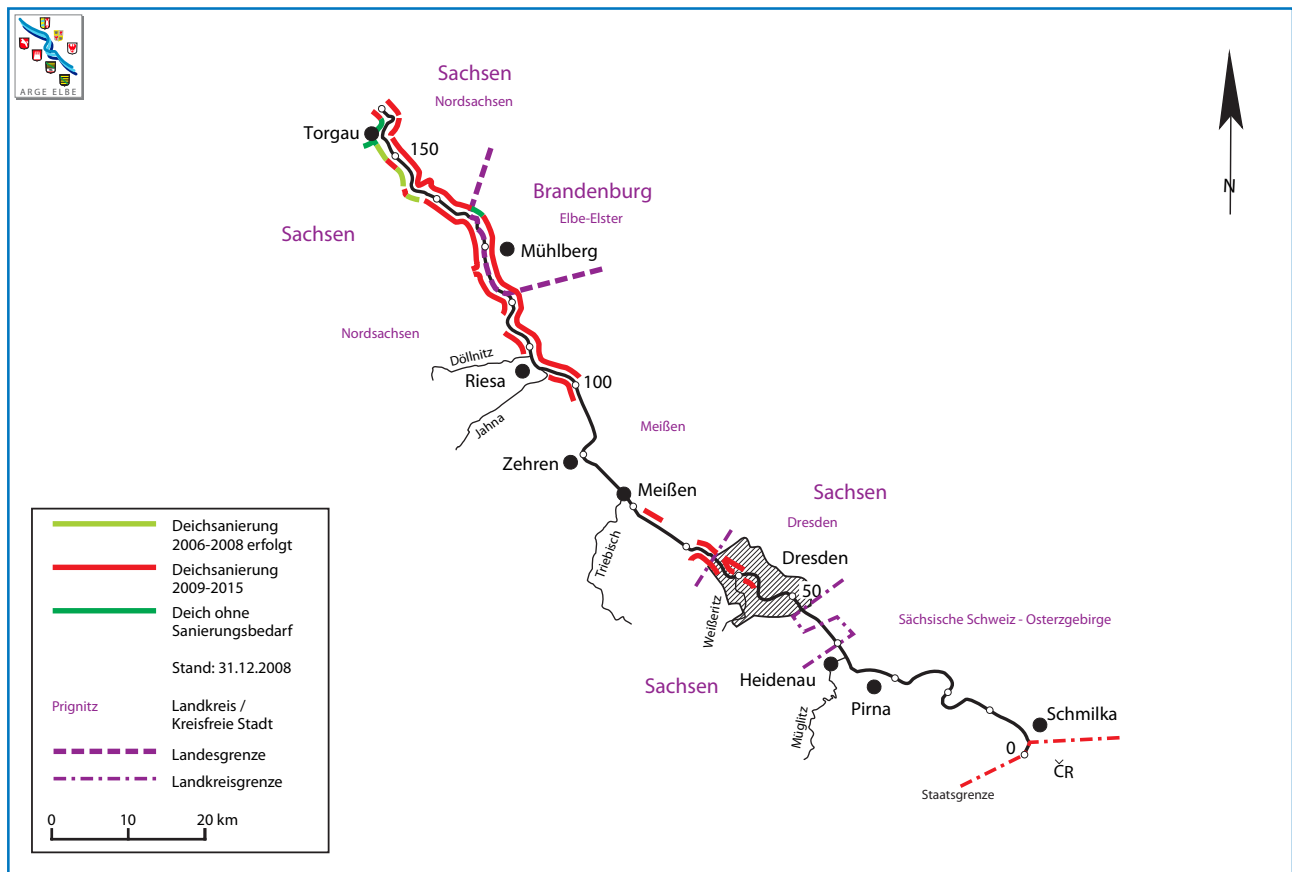 ARGE ELBE
Sachsen
Nordsachsen
Torgau
150
Brandenburg
Elbe-Elster
Sachsen
Mühlberg
N
Nordsachsen
Döllnitz
Riesa
100
Jahna
Meißen
Zehren
Meißen
Sachsen
Dresden
Dresden
Triebisch
50
Weißeritz
Sächsische Schweiz - Osterzgebirge
Sachsen
Heidenau
Pirna
Müglitz
Schmilka
0
ČR
Staatsgrenze
Deichsanierung
2006-2008 erfolgt
Deichsanierung
2009-2015
Deich ohne
Sanierungsbedarf
Stand: 31.12.2008
Prignitz
Landkreis /
Kreisfreie Stadt
Landesgrenze
Landkreisgrenze
0 10 20 km